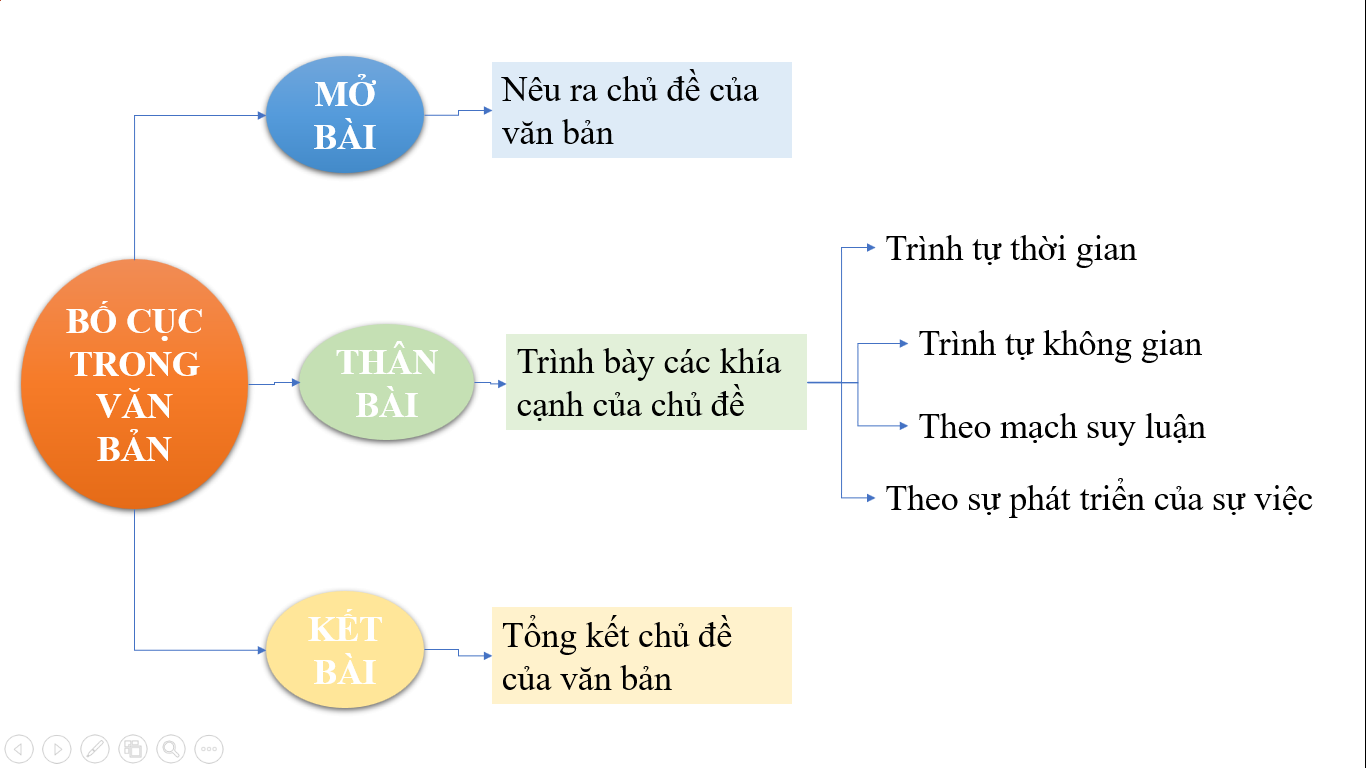 MỞ
BÀI
Nêu ra chủ đề của
văn bản
BỐ CỤC
TRONG
VĂN
BẢN
THÂN
BÀI
Trình bày các khía
cạnh của chủ đề
Trình tự thời gian
Trình tự không gian
Theo mạch suy luận
Theo sự phát triển của sự việc
KẾT
BÀI
Tổng kết chủ đề
của văn bản